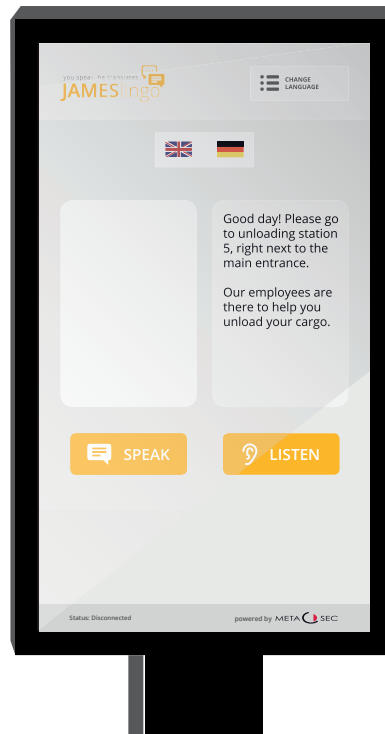 you speak, he translates
JAMESlingo
CHANGE
LANGUAGE
Good day! Please go
to unloading station
5, right next to the
main entrance.
Our employees are
there to help you
unload your cargo.
SPEAK
LISTEN
Status: Disconnected
powered by META SEC